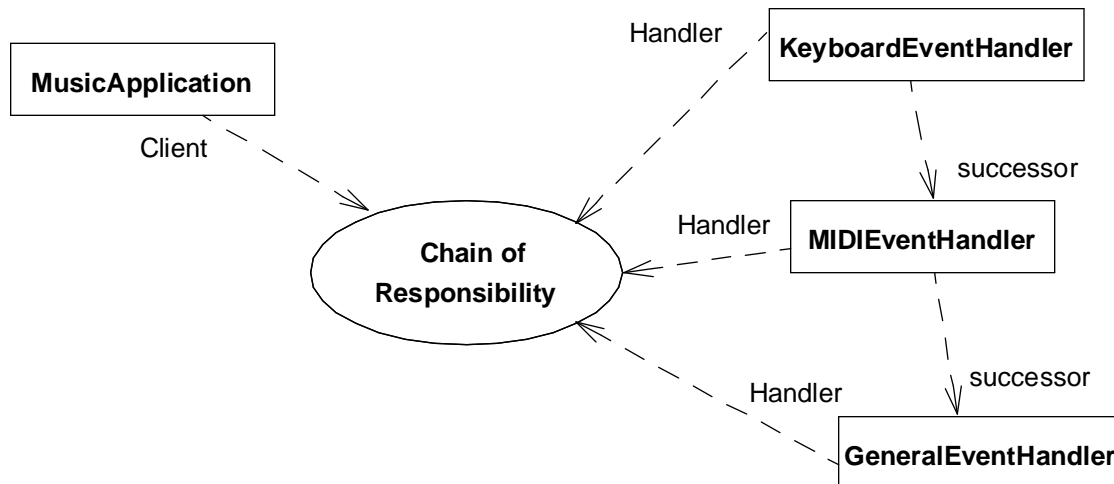 Handler
KeyboardEventHandler
MusicApplication
Client
successor
Handler
MIDIEventHandler
Chain of
Responsibility
successor
Handler
GeneralEventHandler